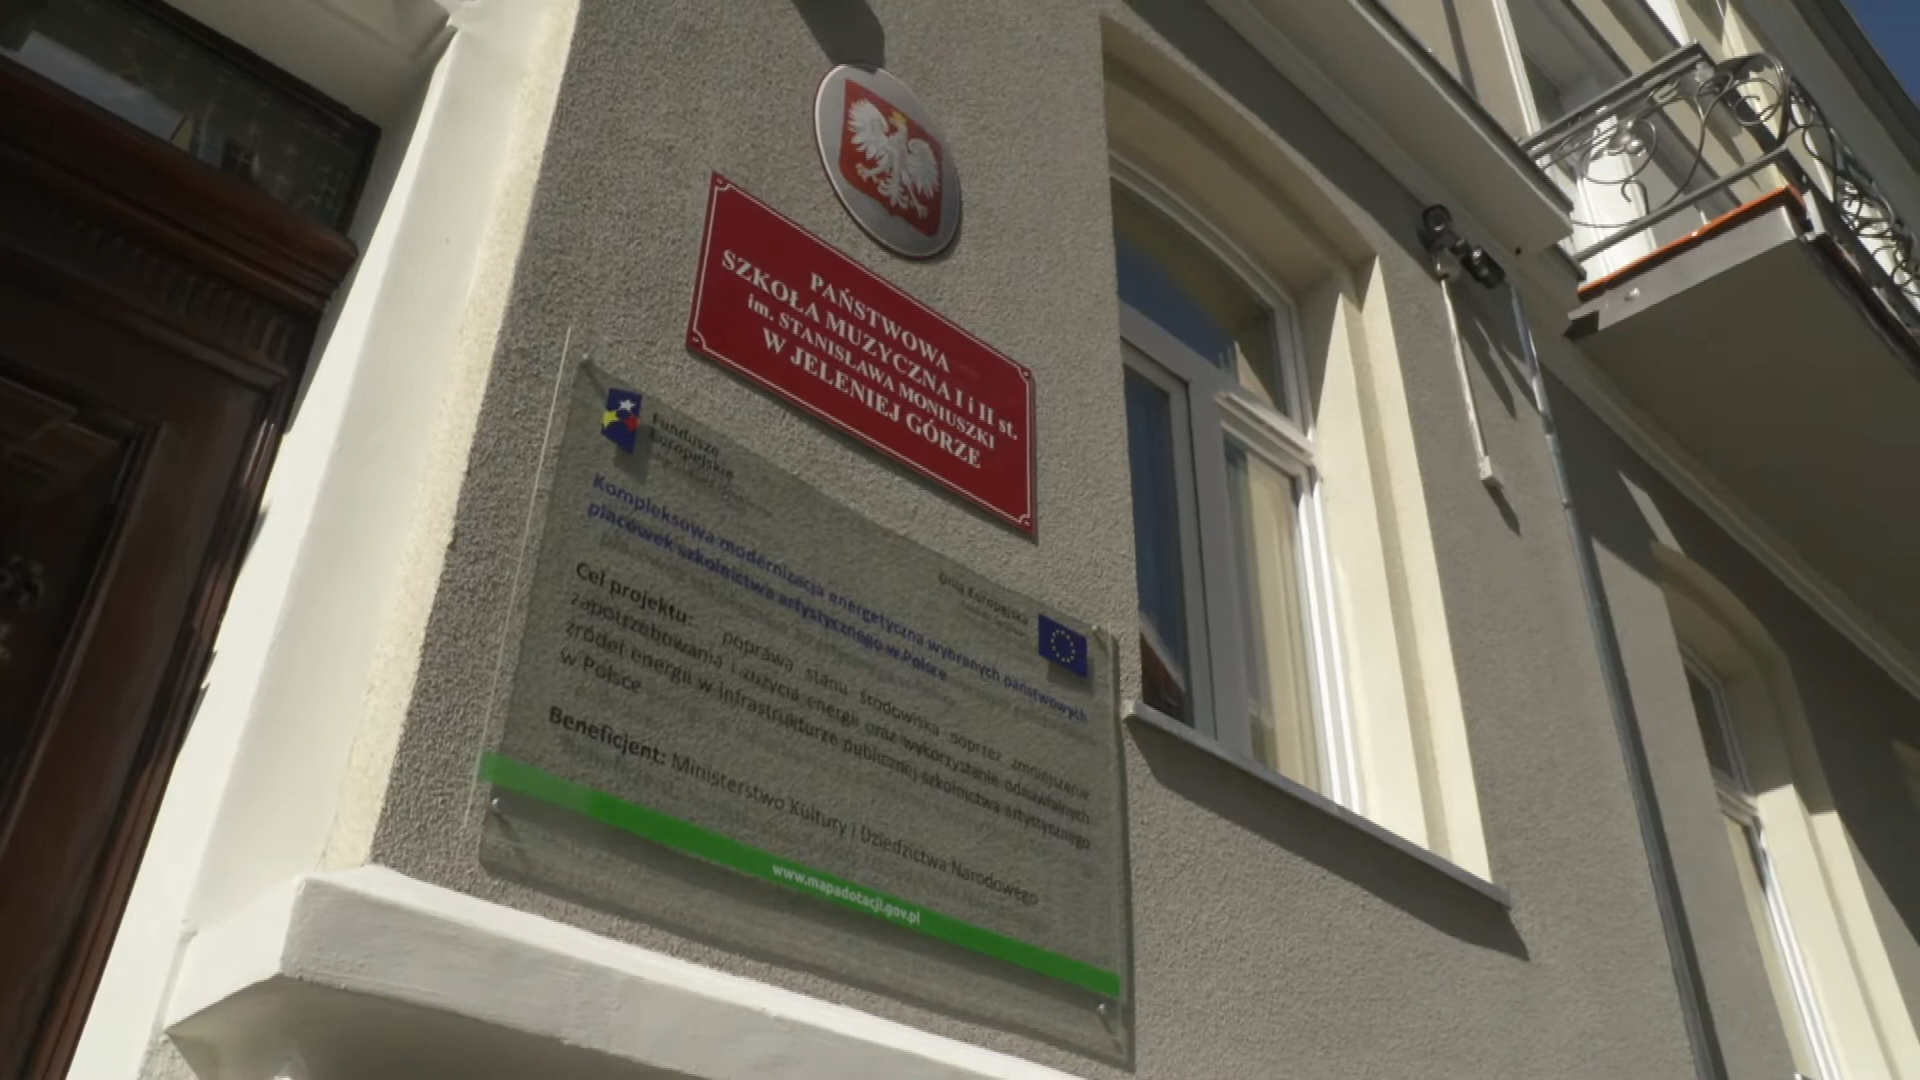 PAŃSTWOWA
SZKOŁA MUZYCZNA I i II st.
im. STANISŁAWA MONIUSZKI
W JELENIEJ GÓRZE
Fundusze
Europejskie
Unia Europejska
Kompleksowa modernizacja energetyczna wybranych państwowych
placówek szkolnictwa artystycznego w Polsce
Cel projektu: poprawa stanu środowiska poprzez zmniejszenie
zapotrzebowania i zużycia energii oraz wykorzystanie odnawialnych
źródeł energii w infrastrukturze publicznej szkolnictwa artystycznego
w Polsce
Beneficjent: Ministerstwo Kultury i Dziedzictwa Narodowego
www.mapadotacji.gov.pl